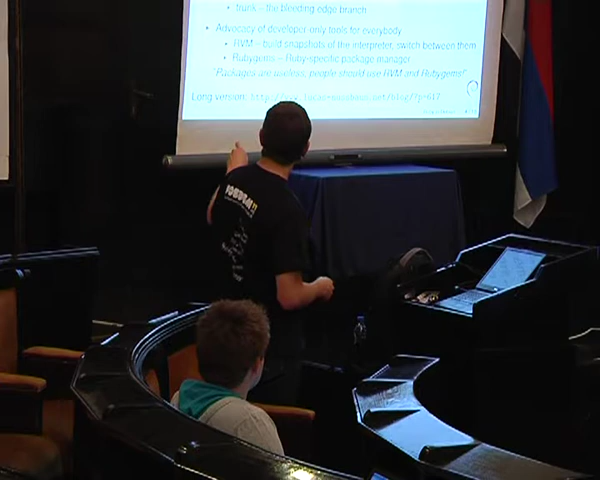 trunk – the bleeding edge branch
Advocacy of developer-only tools for everybody
RVM – build snapshots of the interpreter, switch between them
Rubygems – Ruby-specific package manager
"Packages are useless, people should use RVM and Rubygems!"
Long version: